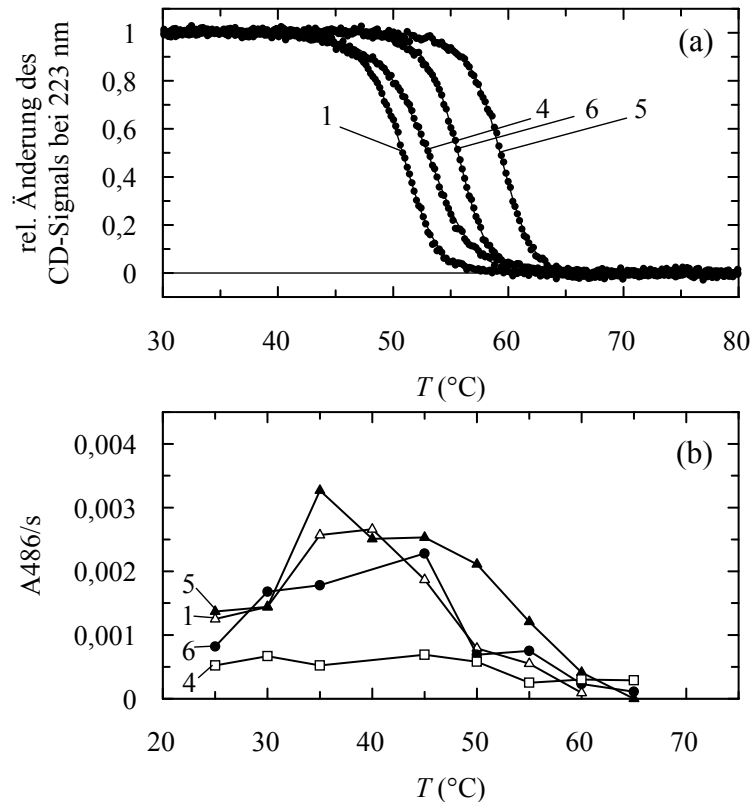 (a)
rel. Änderung des
CD-Signals bei 223 nm
1
0,8
0,6
0,4
0,2
0
1
4
6
5
30 40 50 60 70 80
T (°C)
(b)
A486/s
0,004
0,003
0,002
0,001
0
5
1
6
4
20 30 40 50 60 70
T (°C)